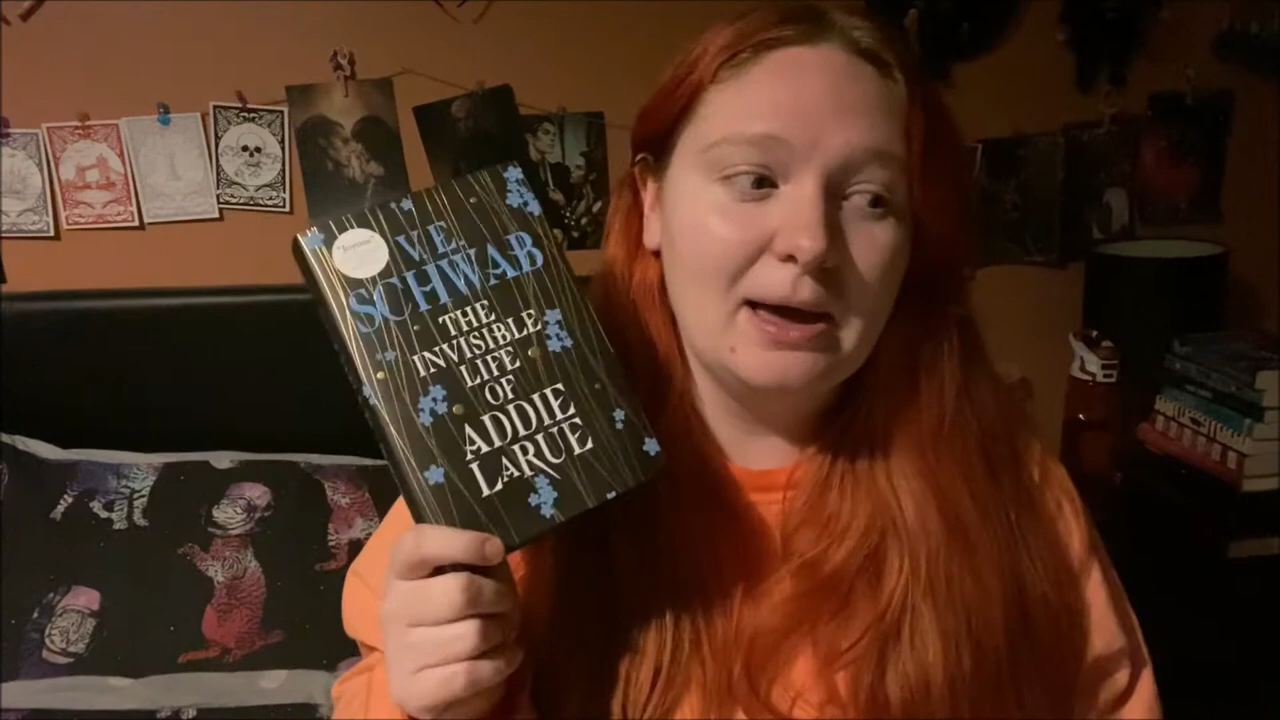 V.E.
SCHWAB
THE
INVISIBLE
LIFE
OF
ADDIE
LARUE